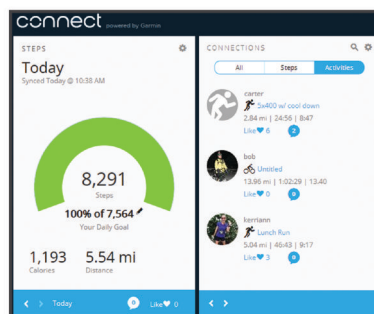 connect powered by Garmin
STEPS
Today
Synced Today @ 10:33 AM
8,291
Steps
100% of 7,564
Your Daily Goal
1,193
Calories
5.54 mi
Distance
Today
0
Like 0
CONNECTIONS
All Steps Activities
carter
5x400 w/ cool down
2.84 mi | 24:56 | 8:47
Like 6 2
bob
Untitled
13.96 mi | 1:02:29 | 13.40
Like 0 0
kerriann
Lunch Run
5.04 mi | 46:43 | 9:17
Like 3 0